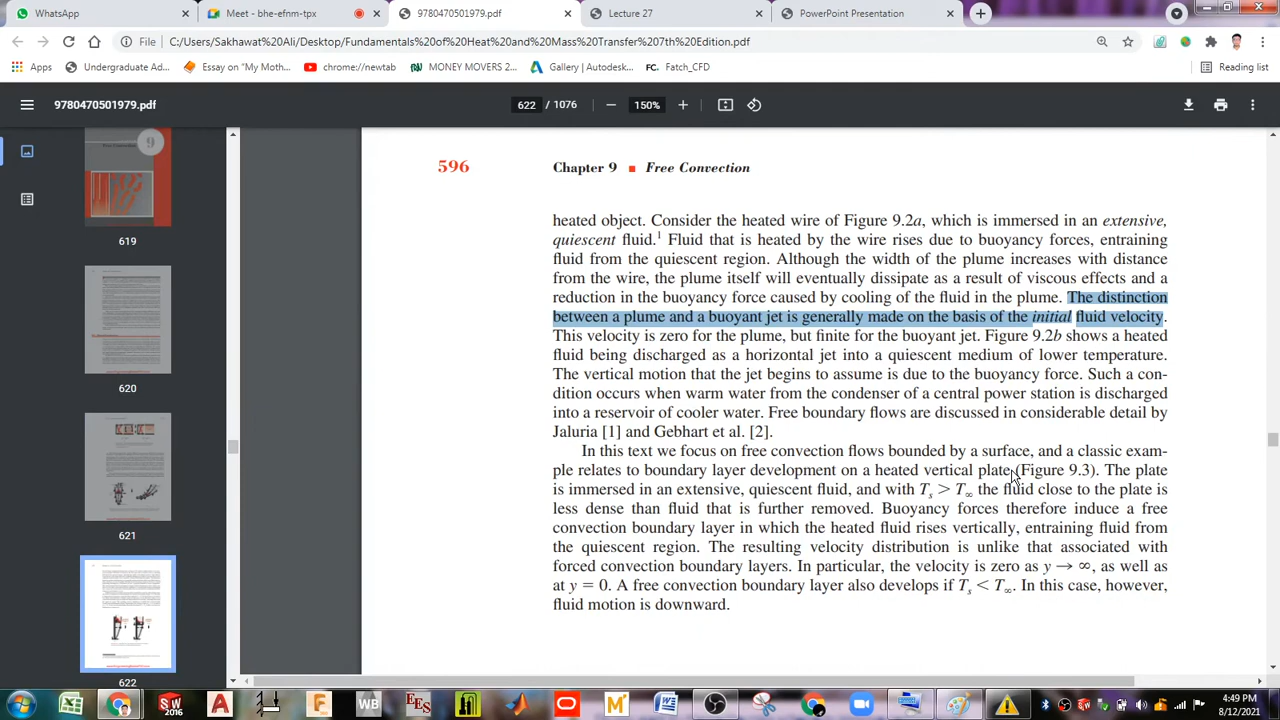 WhatsApp
Meet - bhe-efnm-tpx
9780470501979.pdf
Lecture 27
PowerPoint Presentation
File
C:/Users/Sakhawat Ali/Desktop/Fundamentals%20of%20Heat%20and%20Mass%20Transfer%207th%20Edition.pdf
Apps
Undergraduate Ad...
Essay on "My Moth...
chrome://newtab
MONEY MOVERS 2...
Gallery | Autodesk...
FC. Fatch_CFD
Reading list
9780470501979.pdf
622 / 1076
150%
9
619
620
621
622
596
Chapter 9 ■ Free Convection
heated object. Consider the heated wire of Figure 9.2a, which is immersed in an extensive,
quiescent fluid.¹ Fluid that is heated by the wire rises due to buoyancy forces, entraining
fluid from the quiescent region. Although the width of the plume increases with distance
from the wire, the plume itself will eventually dissipate as a result of viscous effects and a
reduction in the buoyancy force caused by cooling of the fluid in the plume. The distinction
between a plume and a buoyant jet is generally made on the basis of the initial fluid velocity.
This velocity is zero for the plume, but finite for the buoyant jet. Figure 9.2b shows a heated
fluid being discharged as a horizontal jet into a quiescent medium of lower temperature.
The vertical motion that the jet begins to assume is due to the buoyancy force. Such a con-
dition occurs when warm water from the condenser of a central power station is discharged
into a reservoir of cooler water. Free boundary flows are discussed in considerable detail by
Jaluria [1] and Gebhart et al. [2].
In this text we focus on free convection flows bounded by a surface, and a classic exam-
ple relates to boundary layer development on a heated vertical plate (Figure 9.3). The plate
is immersed in an extensive, quiescent fluid, and with Ts > T∞ the fluid close to the plate is
less dense than fluid that is further removed. Buoyancy forces therefore induce a free
convection boundary layer in which the heated fluid rises vertically, entraining fluid from
the quiescent region. The resulting velocity distribution is unlike that associated with
forced convection boundary layers. In particular, the velocity is zero as y → ∞, as well as
at y = 0. A free convection boundary layer also develops if Ts < T∞. In this case, however,
fluid motion is downward.
SW
2016
A
F
WB
EES
M
W
4:49 PM
8/12/2021